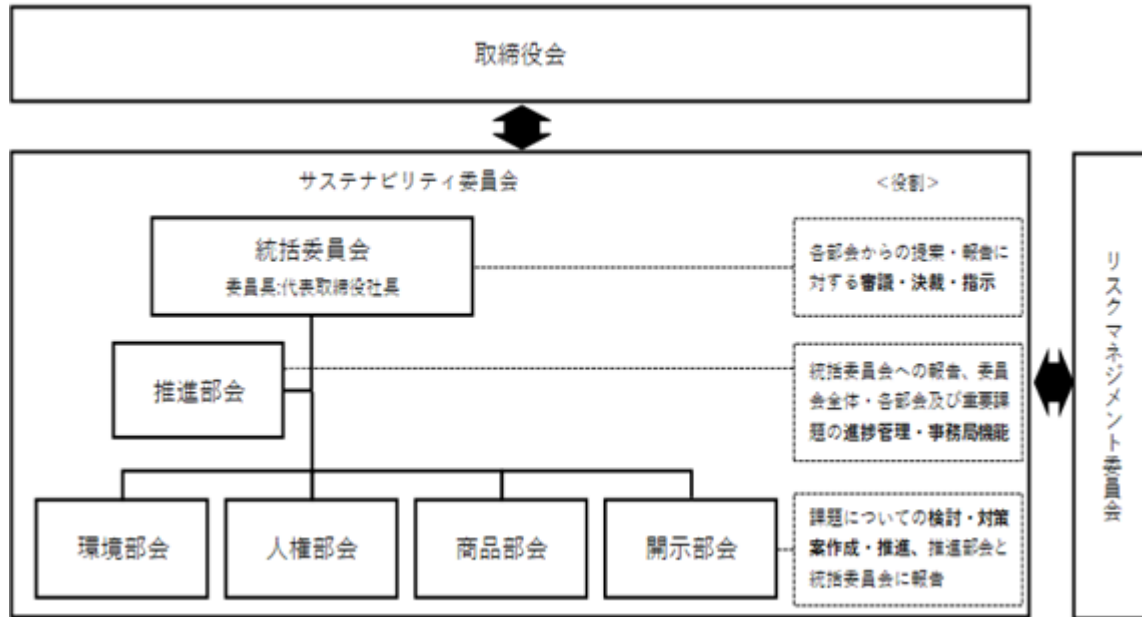 取締役会
サステナビリティ委員会
<役割>
統括委員会
委員長:代表取締役社長
各部会からの提案・報告に
対する審議・決裁・指示
推進部会
統括委員会への報告、委員
会全体・各部会及び重要課
題の進捗管理・事務局機能
環境部会
人権部会
商品部会
開示部会
課題についての検討・対策
案作成・推進、推進部会と
統括委員会に報告
リスクマネジメント委員会